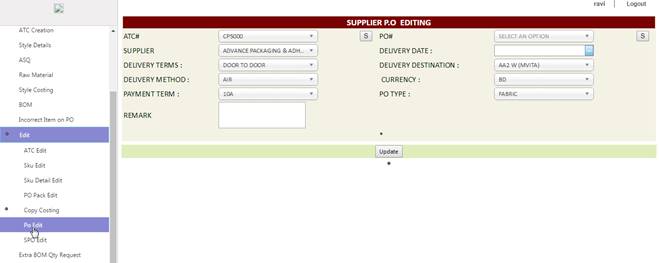 ravi | Logout
ATC Creation
Style Details
ASQ
Raw Material
Style Costing
BOM
Incorrect Item on PO
Edit
ATC Edit
Sku Edit
Sku Detail Edit
PO Pack Edit
Copy Costing
Po Edit
SPO Edit
Extra BOM Qty Request
SUPPLIER P.O EDITING
ATC# CPS000 S PO# SELECT AN OPTION S
SUPPLIER ADVANCE PACKAGING & ADH... DELIVERY DATE :
DELIVERY TERMS : DOOR TO DOOR DELIVERY DESTINATION : AA2 W (MVITA)
DELIVERY METHOD : AIR CURRENCY : BD
PAYMENT TERM : 10A PO TYPE : FABRIC
REMARK
*
Update